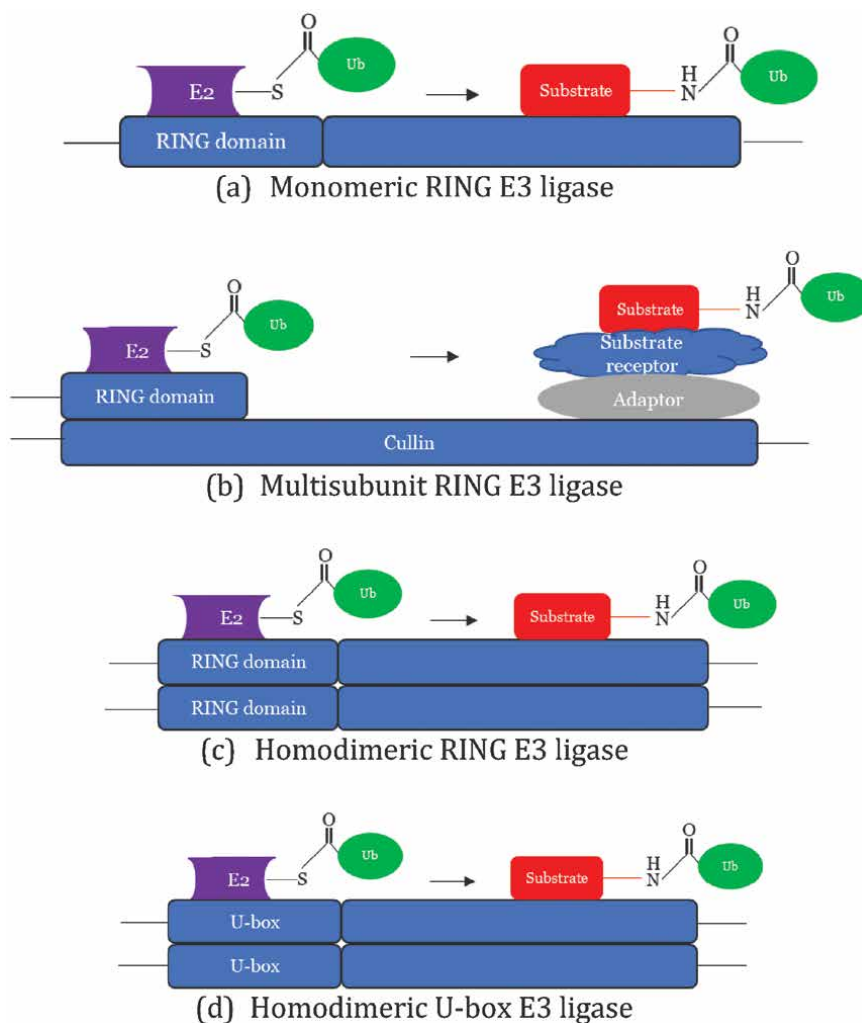 O
E2
S
Ub
RING domain
Substrate
H
N
O
Ub
(a) Monomeric RING E3 ligase
O
E2
S
Ub
RING domain
Cullin
Substrate
H
N
O
Ub
Substrate
receptor
Adaptor
(b) Multisubunit RING E3 ligase
O
E2
S
Ub
RING domain
RING domain
Substrate
H
N
O
Ub
(c) Homodimeric RING E3 ligase
O
E2
S
Ub
U-box
U-box
Substrate
H
N
O
Ub
(d) Homodimeric U-box E3 ligase